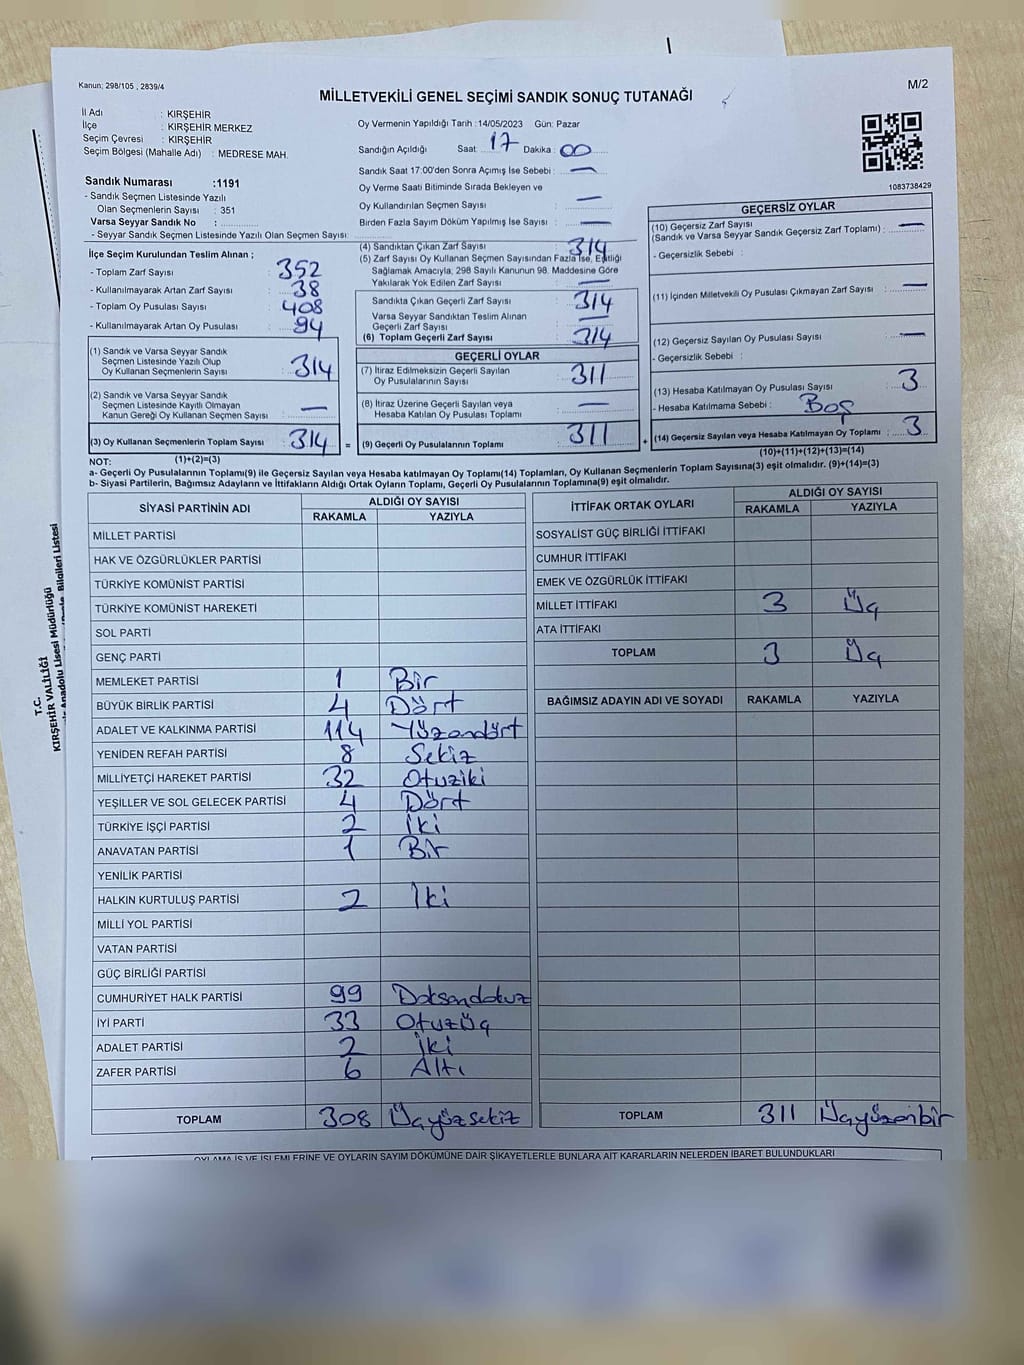 Kanun; 298/105 , 2839/4
M/2
MİLLETVEKİLİ GENEL SEÇİMİ SANDIK SONUÇ TUTANAĞI
İl Adı : KIRŞEHİR
İlçe : KIRŞEHİR MERKEZ
Seçim Çevresi : KIRŞEHİR
Seçim Bölgesi (Mahalle Adı) : MEDRESE MAH.
Sandık Numarası :1191
- Sandık Seçmen Listesinde Yazılı
Olan Seçmenlerin Sayısı : 351
Varsa Seyyar Sandık No :
- Seyyar Sandık Seçmen Listesinde Yazılı Olan Seçmen Sayısı:
Oy Vermenin Yapıldığı Tarih :14/05/2023 Gün: Pazar
Sandığın Açıldığı Saat: 17 Dakika : 00
Sandık Saat 17:00'den Sonra Açımış İse Sebebi : —
Oy Verme Saati Bitiminde Sırada Bekleyen ve
Oy Kullandırılan Seçmen Sayısı —
Birden Fazla Sayım Döküm Yapılmış İse Sayısı : —
1083738429
İlçe Seçim Kurulundan Teslim Alınan ;
- Toplam Zarf Sayısı : 352
- Kullanılmayarak Artan Zarf Sayısı : 38
- Toplam Oy Pusulası Sayısı : 408
- Kullanılmayarak Artan Oy Pusulası : 94
(1) Sandık ve Varsa Seyyar Sandık
Seçmen Listesinde Yazılı Olup
Oy Kullanan Seçmenlerin Sayısı : 314
(2) Sandık ve Varsa Seyyar Sandık
Seçmen Listesinde Kayıtlı Olmayan
Kanun Gereği Oy Kullanan Seçmen Sayısı : —
(3) Oy Kullanan Seçmenlerin Toplam Sayısı : 314 =
(4) Sandıktan Çıkan Zarf Sayısı : 314
(5) Zarf Sayısı Oy Kullanan Seçmen Sayısından Fazla İse, Eşitliği
Sağlamak Amacıyla, 298 Sayılı Kanunun 98. Maddesine Göre
Yakılarak Yok Edilen Zarf Sayısı : —
Sandıkta Çıkan Geçerli Zarf Sayısı : 314
Varsa Seyyar Sandıktan Teslim Alınan
Geçerli Zarf Sayısı —
(6) Toplam Geçerli Zarf Sayısı : 314
GEÇERLİ OYLAR
(7) İtiraz Edilmeksizin Geçerli Sayılan
Oy Pusulalarının Sayısı : 311
(8) İtiraz Üzerine Geçerli Sayılan veya
Hesaba Katılan Oy Pusulası Toplamı : —
(9) Geçerli Oy Pusulalarının Toplamı : 311 +
GEÇERSİZ OYLAR
(10) Geçersiz Zarf Sayısı
(Sandık ve Varsa Seyyar Sandık Geçersiz Zarf Toplamı) : —
- Geçersizlik Sebebi :
(11) İçinden Milletvekili Oy Pusulası Çıkmayan Zarf Sayısı : —
(12) Geçersiz Sayılan Oy Pusulası Sayısı : —
- Geçersizlik Sebebi :
(13) Hesaba Katılmayan Oy Pusulası Sayısı : 3
- Hesaba Katılmama Sebebi : Boş
(14) Geçersiz Sayılan veya Hesaba Katılmayan Oy Toplamı : 3
NOT: (1)+(2)=(3)
(10)+(11)+(12)+(13)=(14)
a- Geçerli Oy Pusulalarının Toplamı(9) ile Geçersiz Sayılan veya Hesaba katılmayan Oy Toplamı(14) Toplamları, Oy Kullanan Seçmenlerin Toplam Sayısına(3) eşit olmalıdır. (9)+(14)=(3)
b- Siyasi Partilerin, Bağımsız Adayların ve İttifakların Aldığı Ortak Oyların Toplamı, Geçerli Oy Pusulalarının Toplamına(9) eşit olmalıdır.
SİYASİ PARTİNİN ADI ALDIĞI OY SAYISI
RAKAMLA YAZIYLA
MİLLET PARTİSİ
HAK VE ÖZGÜRLÜKLER PARTİSİ
TÜRKİYE KOMÜNİST PARTİSİ
TÜRKİYE KOMÜNİST HAREKETİ
SOL PARTİ
GENÇ PARTİ
MEMLEKET PARTİSİ 1 Bir
BÜYÜK BİRLİK PARTİSİ 4 Dört
ADALET VE KALKINMA PARTİSİ 114 Yüzondört
YENİDEN REFAH PARTİSİ 8 Sekiz
MİLLİYETÇİ HAREKET PARTİSİ 32 Otuziki
YEŞİLLER VE SOL GELECEK PARTİSİ 4 Dört
TÜRKİYE İŞÇİ PARTİSİ 2 İki
ANAVATAN PARTİSİ 1 Bir
YENİLİK PARTİSİ
HALKIN KURTULUŞ PARTİSİ 2 İki
MİLLİ YOL PARTİSİ
VATAN PARTİSİ
GÜÇ BİRLİĞİ PARTİSİ
CUMHURİYET HALK PARTİSİ 99 Doksandokuz
İYİ PARTİ 33 Otuzüç
ADALET PARTİSİ 2 İki
ZAFER PARTİSİ 6 Altı
TOPLAM 308 Üçyüzsekiz
İTTİFAK ORTAK OYLARI ALDIĞI OY SAYISI
RAKAMLA YAZIYLA
SOSYALİST GÜÇ BİRLİĞİ İTTİFAKI
CUMHUR İTTİFAKI
EMEK VE ÖZGÜRLÜK İTTİFAKI
MİLLET İTTİFAKI 3 Üç
ATA İTTİFAKI
TOPLAM 3 Üç
BAĞIMSIZ ADAYIN ADI VE SOYADI RAKAMLA YAZIYLA
TOPLAM 311 Üçyüzonbir
OYLAMA İŞ VE İŞLEMLERİNE VE OYLARIN SAYIM DÖKÜMÜNE DAİR ŞİKAYETLERLE BUNLARA AİT KARARLARIN NELERDEN İBARET BULUNDUKLARI
T.C.
KIRŞEHİR VALİLİĞİ
Anadolu Lisesi Müdürlüğü
Bilgileri Listesi